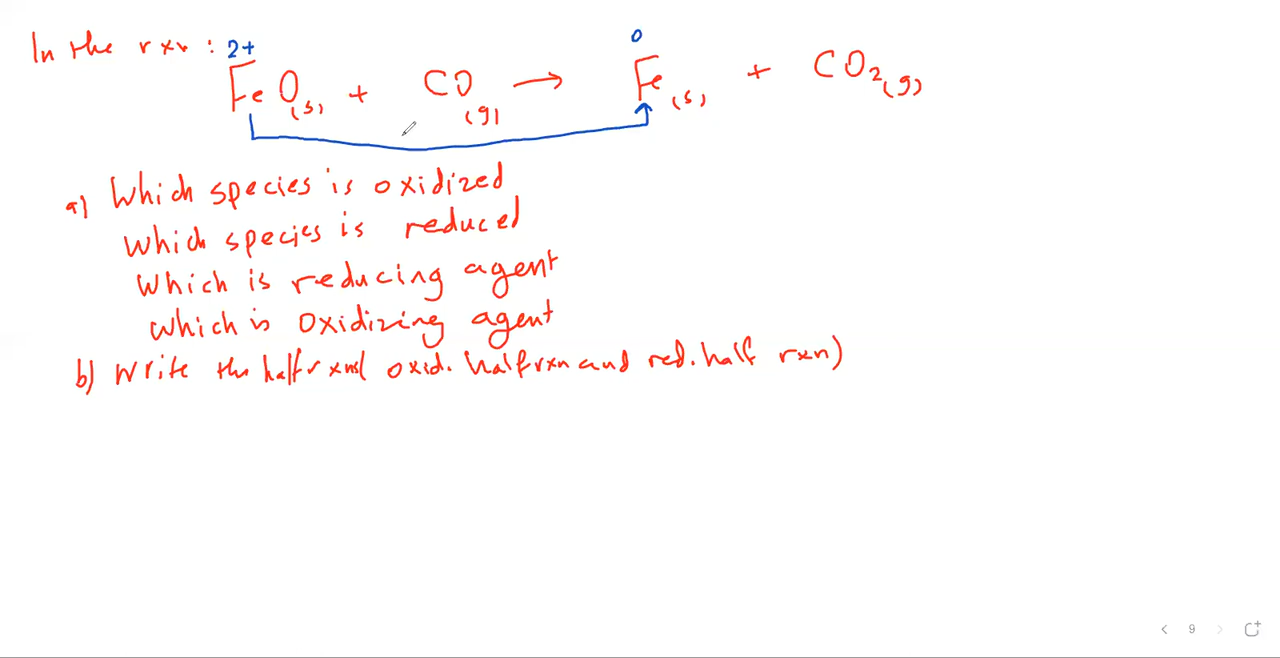 In the rxn : 2+ 0
FeO(s) + CO(g) → Fe(s) + CO2(g)
a) Which species is oxidized
Which species is reduced
Which is reducing agent
Which is oxidizing agent
b) Write the half rxns( oxid. half rxn and red. half rxn)
< 9 >